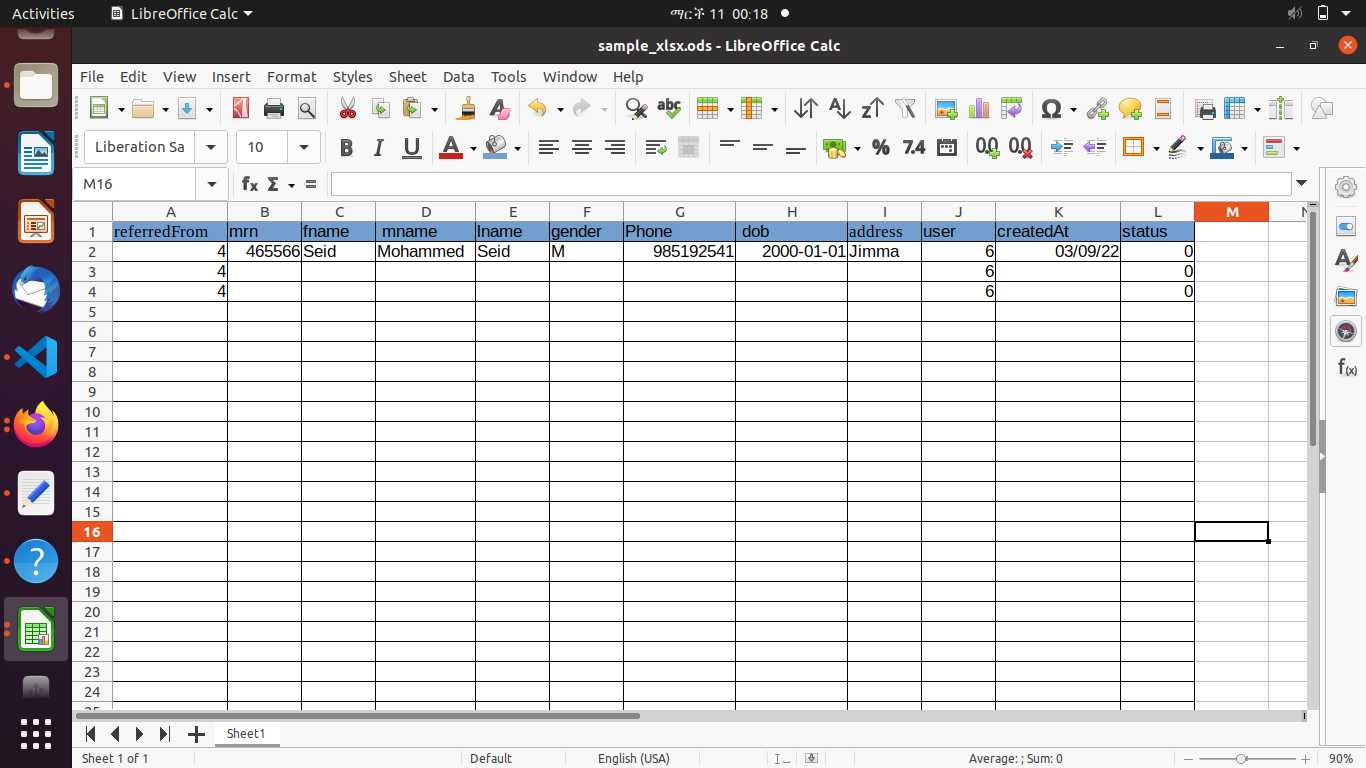 Activities LibreOffice Calc ማርች 11 00:18
sample_xlsx.ods - LibreOffice Calc
File Edit View Insert Format Styles Sheet Data Tools Window Help
Liberation Sa 10
M16
A B C D E F G H I J K L M N
1 referredFrom mrn fname mname lname gender Phone dob address user createdAt status
2 4 465566 Seid Mohammed Seid M 985192541 2000-01-01 Jimma 6 03/09/22 0
3 4 6 0
4 4 6 0
5
6
7
8
9
10
11
12
13
14
15
16
17
18
19
20
21
22
23
24
25
Sheet1
Sheet 1 of 1 Default English (USA) Average: ; Sum: 0 90%